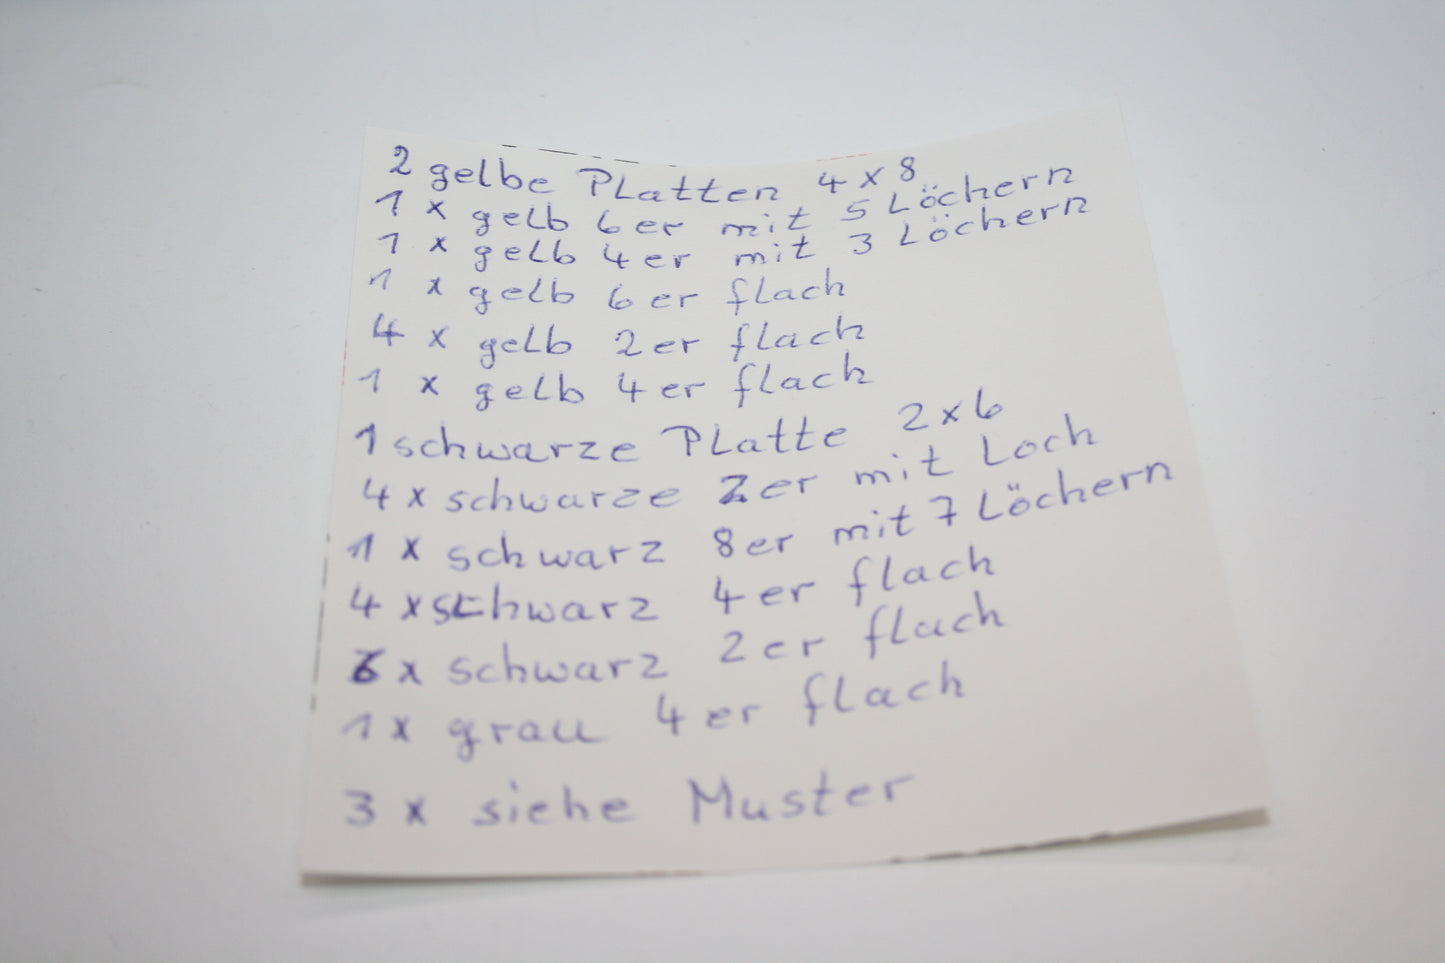 2 gelbe Platten 4x8
1 x gelb 6er mit 5 Löchern
1 x gelb 4er mit 3 Löchern
1 x gelb 6er flach
4 x gelb 2er flach
1 x gelb 4er flach
1 schwarze Platte 2x6
4 x schwarze 2er mit Loch
1 x schwarz 8er mit 7 Löchern
4 x schwarz 4er flach
6 x schwarz 2er flach
1 x grau 4er flach
3 x siehe Muster